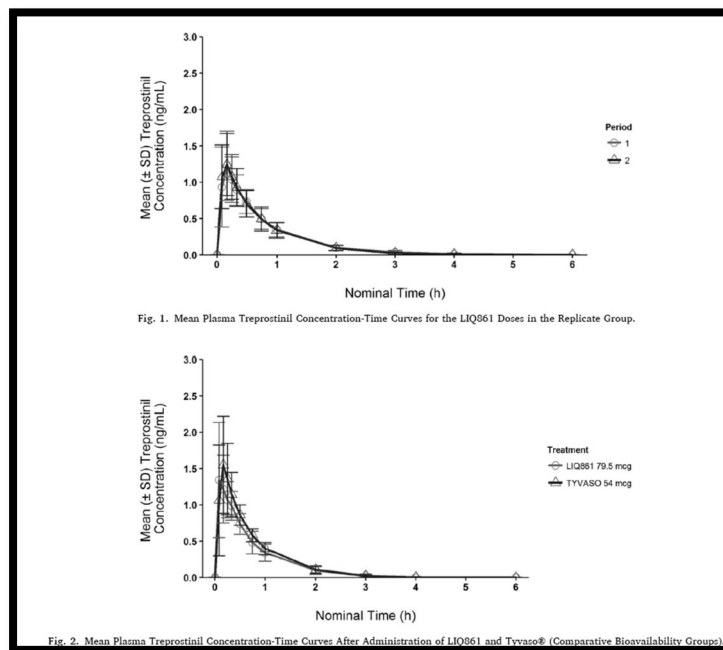 3.0
2.5
2.0
1.5
1.0
0.5
0.0
Mean (± SD) Treprostinil
Concentration (ng/mL)
0 1 2 3 4 5 6
Nominal Time (h)
Period
1
2
Fig. 1. Mean Plasma Treprostinil Concentration-Time Curves for the LIQ861 Doses in the Replicate Group.
3.0
2.5
2.0
1.5
1.0
0.5
0.0
Mean (± SD) Treprostinil
Concentration (ng/mL)
0 1 2 3 4 5 6
Nominal Time (h)
Treatment
LIQ861 79.5 mcg
TYVASO 54 mcg
Fig. 2. Mean Plasma Treprostinil Concentration-Time Curves After Administration of LIQ861 and Tyvaso® (Comparative Bioavailability Groups).